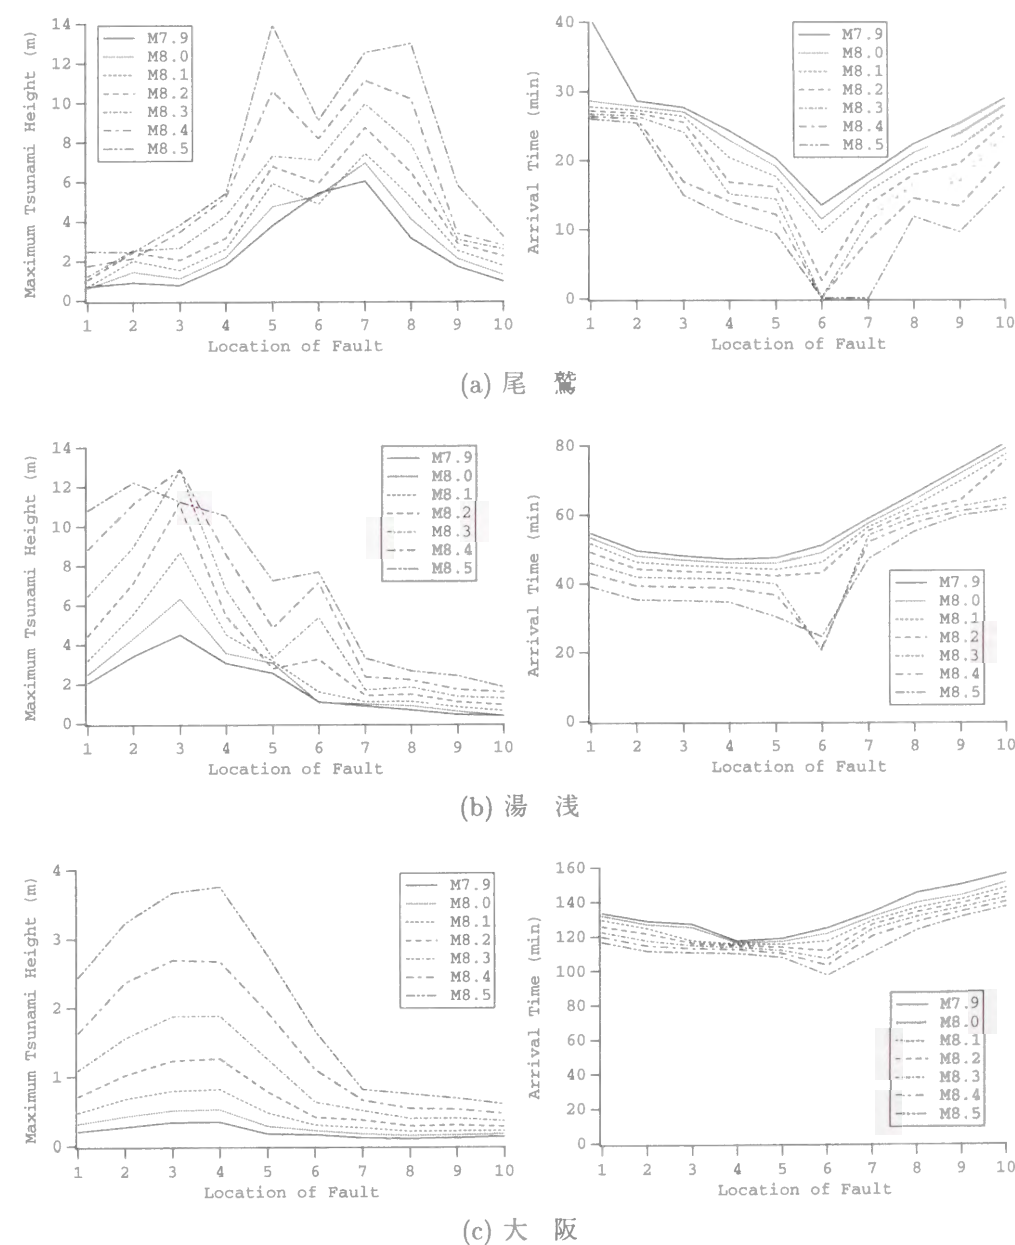 Maximum Tsunami Height (m)
14
12
10
8
6
4
2
0
M7.9
M8.0
M8.1
M8.2
M8.3
M8.4
M8.5
1 2 3 4 5 6 7 8 9 10
Location of Fault
Arrival Time (min)
40
30
20
10
0
M7.9
M8.0
M8.1
M8.2
M8.3
M8.4
M8.5
1 2 3 4 5 6 7 8 9 10
Location of Fault
(a) 尾 鷲
Maximum Tsunami Height (m)
14
12
10
8
6
4
2
0
M7.9
M8.0
M8.1
M8.2
M8.3
M8.4
M8.5
1 2 3 4 5 6 7 8 9 10
Location of Fault
Arrival Time (min)
80
60
40
20
0
M7.9
M8.0
M8.1
M8.2
M8.3
M8.4
M8.5
1 2 3 4 5 6 7 8 9 10
Location of Fault
(b) 湯 浅
Maximum Tsunami Height (m)
4
3
2
1
0
M7.9
M8.0
M8.1
M8.2
M8.3
M8.4
M8.5
1 2 3 4 5 6 7 8 9 10
Location of Fault
Arrival Time (min)
160
140
120
100
80
60
40
20
0
M7.9
M8.0
M8.1
M8.2
M8.3
M8.4
M8.5
1 2 3 4 5 6 7 8 9 10
Location of Fault
(c) 大 阪